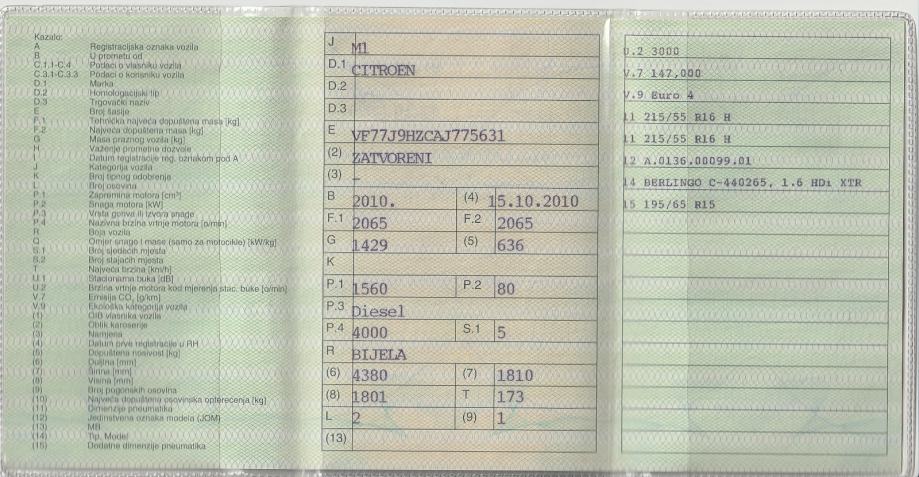 Kazalo:
A Registracijska oznaka vozila
B U prometu od
C.1.1-C.4 Podaci o vlasniku vozila
C.3.1-C.3.3 Podaci o korisniku vozila
D.1 Marka
D.2 Homologacijski tip
D.3 Trgovački naziv
E Broj šasije
F.1 Tehnička najveća dopuštena masa [kg]
F.2 Najveća dopuštena masa [kg]
G Masa praznog vozila [kg]
H Važenje prometne dozvole
I Datum registracije reg. oznakom pod A
J Kategorija vozila
K Broj tipnog odobrenja
L Broj osovina
P.1 Zapremina motora [cm³]
P.2 Snaga motora [kW]
P.3 Vrsta goriva ili izvora snage
P.4 Nazivna brzina vrtnje motora [o/min]
R Boja vozila
Q Omjer snage i mase (samo za motocikle) [kW/kg]
S.1 Broj sjedećih mjesta
S.2 Broj stajaćih mjesta
T Najveća brzina [km/h]
U.1 Stacionarna buka [dB]
U.2 Brzina vrtnje motora kod mjerenja stac. buke [o/min]
V.7 Emisija CO₂ [g/km]
V.9 Ekološka kategorija vozila
(1) OIB vlasnika vozila
(2) Oblik karoserije
(3) Namjena
(4) Datum prve registracije u RH
(5) Dopuštena nosivost [kg]
(6) Duljina [mm]
(7) Širina [mm]
(8) Visina [mm]
(9) Broj pogonskih osovina
(10) Najveća dopuštena osovinska opterećenja [kg]
(11) Dimenzije pneumatika
(12) Jedinstvena oznaka modela (JOM)
(13) MB
(14) Tip, Model
(15) Dodatne dimenzije pneumatika
J M1
D.1 CITROEN
D.2
D.3
E VF77J9HZCAJ775631
(2) ZATVORENI
(3) –
B 2010. (4) 15.10.2010
F.1 2065 F.2 2065
G 1429 (5) 636
K
P.1 1560 P.2 80
P.3 Diesel
P.4 4000 S.1 5
R BIJELA
(6) 4380 (7) 1810
(8) 1801 T 173
L 2 (9) 1
(13)
U.2 3000
V.7 147,000
V.9 Euro 4
11 215/55 R16 H
11 215/55 R16 H
12 A.0136.00099.01
14 BERLINGO C-440265, 1.6 HDi XTR
15 195/65 R15